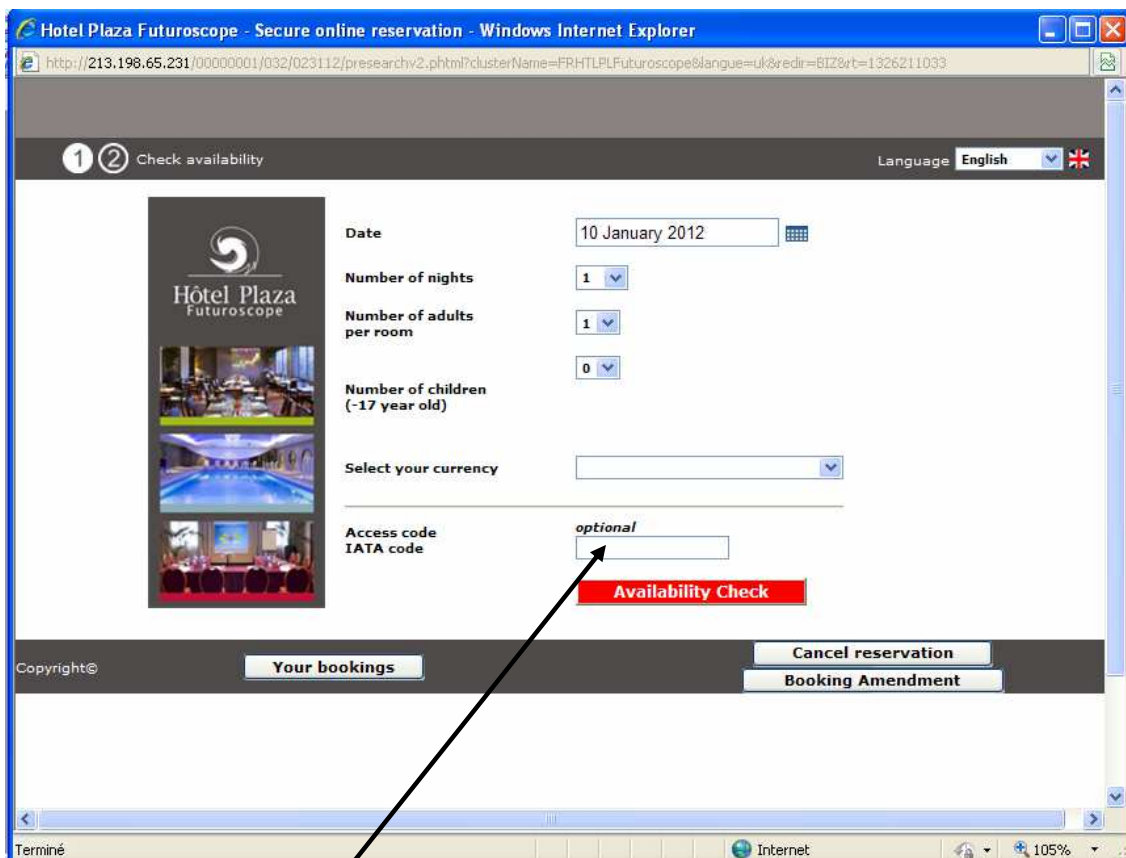 Hotel Plaza Futuroscope - Secure online reservation - Windows Internet Explorer
http://213.198.65.231/00000001/032/023112/presearchv2.phtml?clusterName=FRHTLPLFuturoscope&langue=uk&redir=BIZ&rt=1326211033
1 2 Check availability
Language English
Hôtel Plaza
Futuroscope
Date 10 January 2012
Number of nights 1
Number of adults
per room 1
0
Number of children
(-17 year old)
Select your currency
optional
Access code
IATA code
Availability Check
Copyright©
Your bookings
Cancel reservation
Booking Amendment
Terminé
Internet
105%